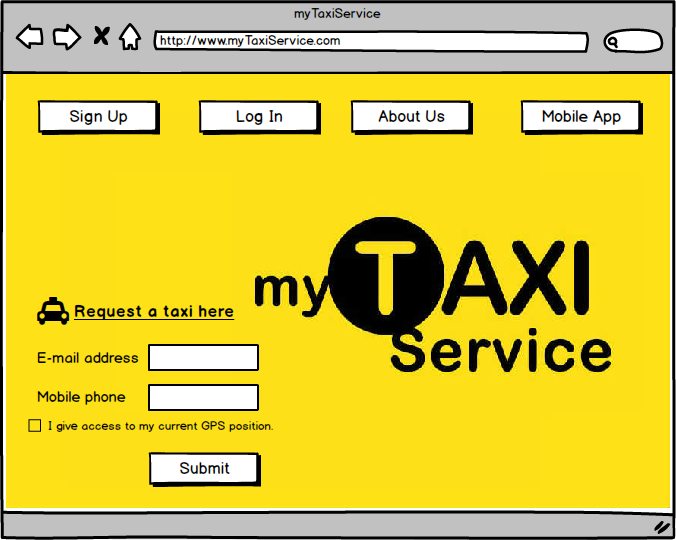 myTaxiService
http://www.myTaxiService.com
Sign Up
Log In
About Us
Mobile App
myTAXI
Service
Request a taxi here
E-mail address
Mobile phone
I give access to my current GPS position.
Submit